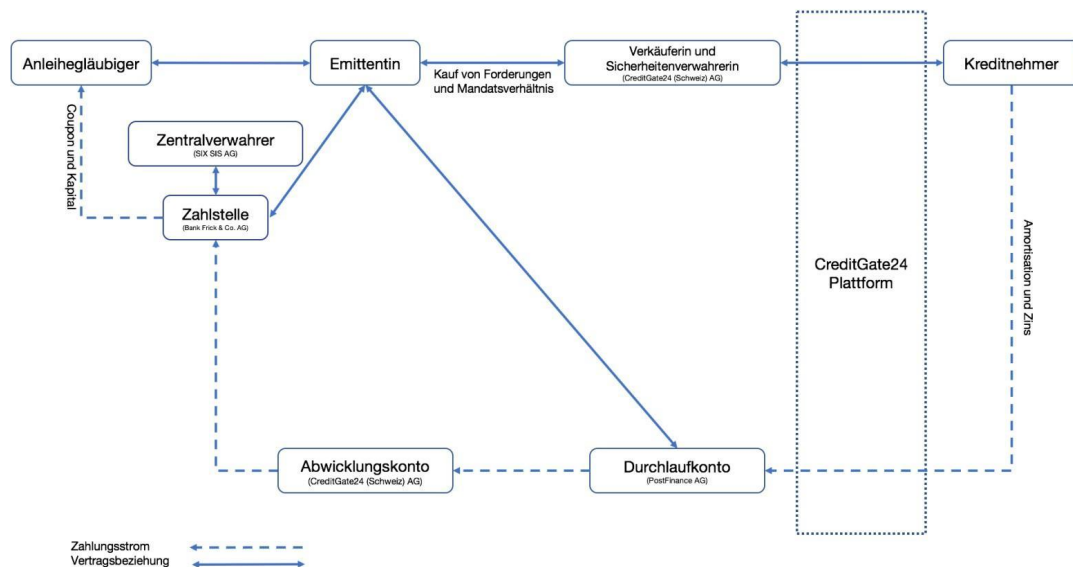 Anleihegläubiger
Emittentin
Verkäuferin und
Sicherheitenverwahrerin
(CreditGate24 (Schweiz) AG)
Kreditnehmer
Kauf von Forderungen
und Mandatsverhältnis
Coupon und Kapital
Zentralverwahrer
(SIX SIS AG)
Zahlstelle
(Bank Frick & Co. AG)
CreditGate24
Plattform
Amortisation und Zins
Abwicklungskonto
(CreditGate24 (Schweiz) AG)
Durchlaufkonto
(PostFinance AG)
Zahlungsstrom
Vertragsbeziehung